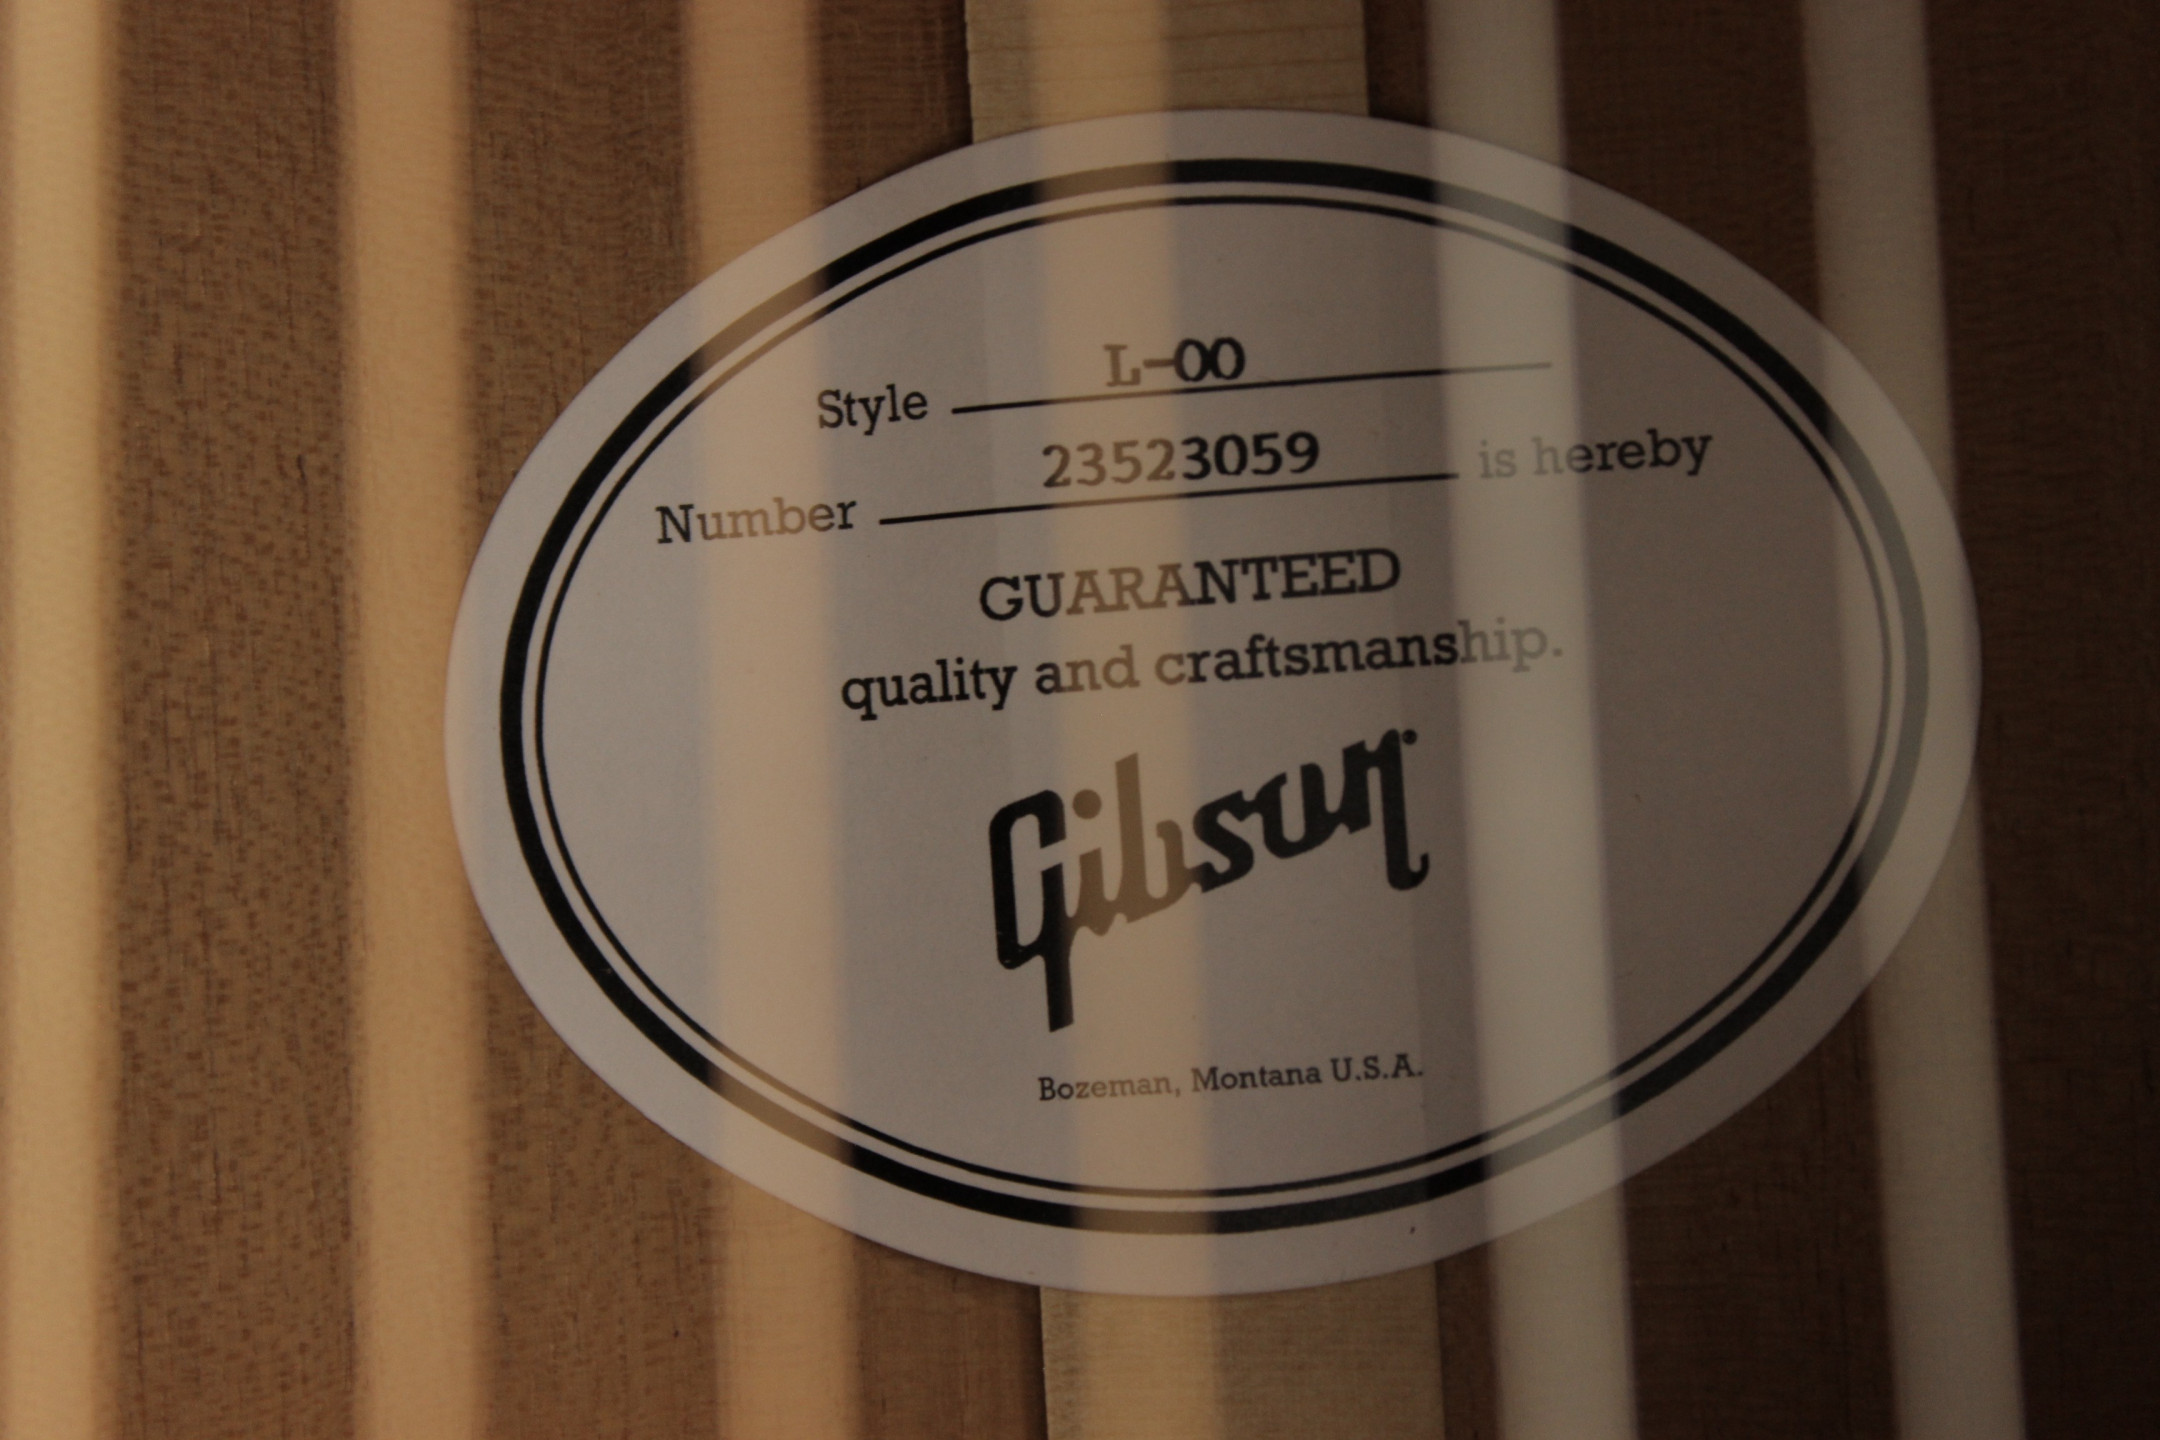 Style L-00
Number 23523059 is hereby
GUARANTEED
quality and craftsmanship.
Gibson
Bozeman, Montana U.S.A.